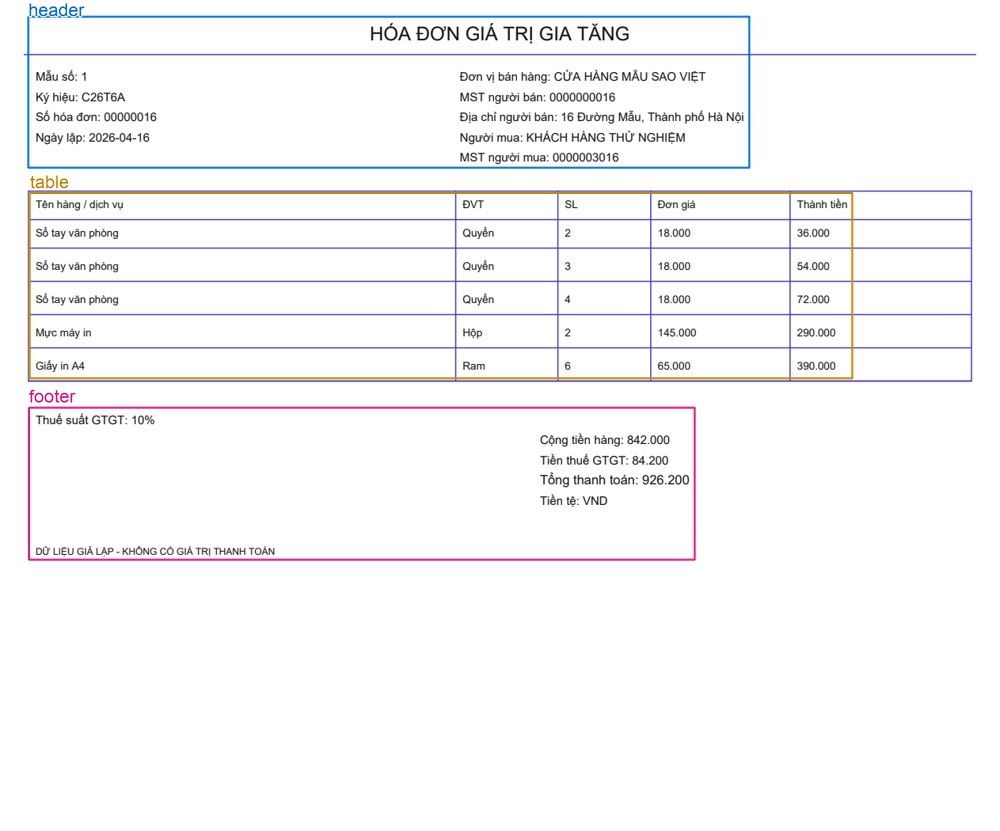 header
HÓA ĐƠN GIÁ TRỊ GIA TĂNG
Mẫu số: 1
Ký hiệu: C26T6A
Số hóa đơn: 00000016
Ngày lập: 2026-04-16
Đơn vị bán hàng: CỬA HÀNG MẪU SAO VIỆT
MST người bán: 0000000016
Địa chỉ người bán: 16 Đường Mẫu, Thành phố Hà Nội
Người mua: KHÁCH HÀNG THỬ NGHIỆM
MST người mua: 0000003016
table
Tên hàng / dịch vụ ĐVT SL Đơn giá Thành tiền
Sổ tay văn phòng Quyển 2 18.000 36.000
Sổ tay văn phòng Quyển 3 18.000 54.000
Sổ tay văn phòng Quyển 4 18.000 72.000
Mực máy in Hộp 2 145.000 290.000
Giấy in A4 Ram 6 65.000 390.000
footer
Thuế suất GTGT: 10%
Cộng tiền hàng: 842.000
Tiền thuế GTGT: 84.200
Tổng thanh toán: 926.200
Tiền tệ: VND
DỮ LIỆU GIẢ LẬP - KHÔNG CÓ GIÁ TRỊ THANH TOÁN